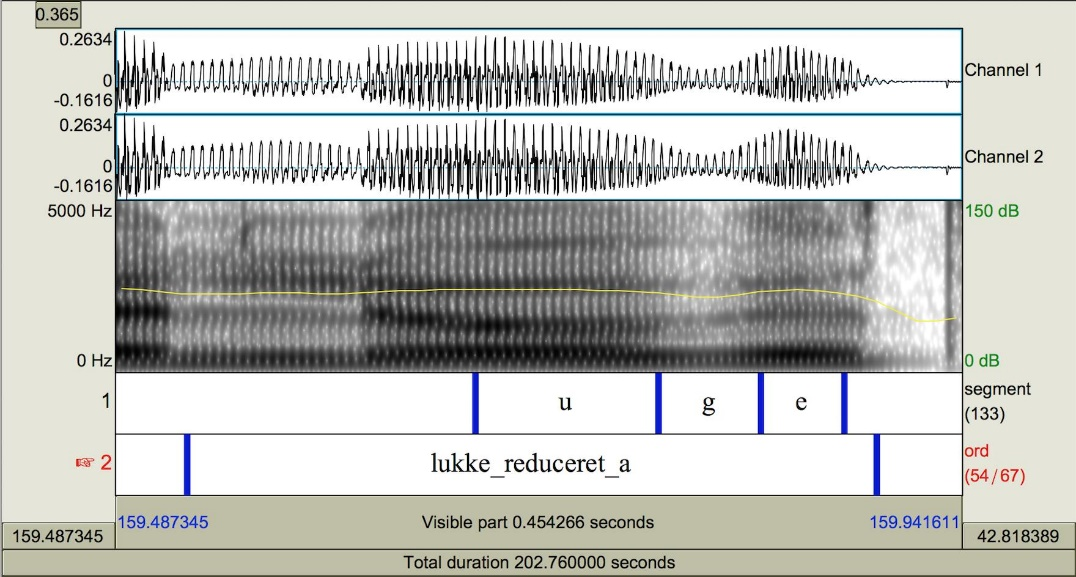 0.365
0.2634
0
-0.1616
Channel 1
0.2634
0
-0.1616
Channel 2
5000 Hz
150 dB
0 Hz
0 dB
1
u g e
segment
(133)
☞ 2
lukke_reduceret_a
ord
(54/67)
159.487345
Visible part 0.454266 seconds
159.941611
159.487345
42.818389
Total duration 202.760000 seconds